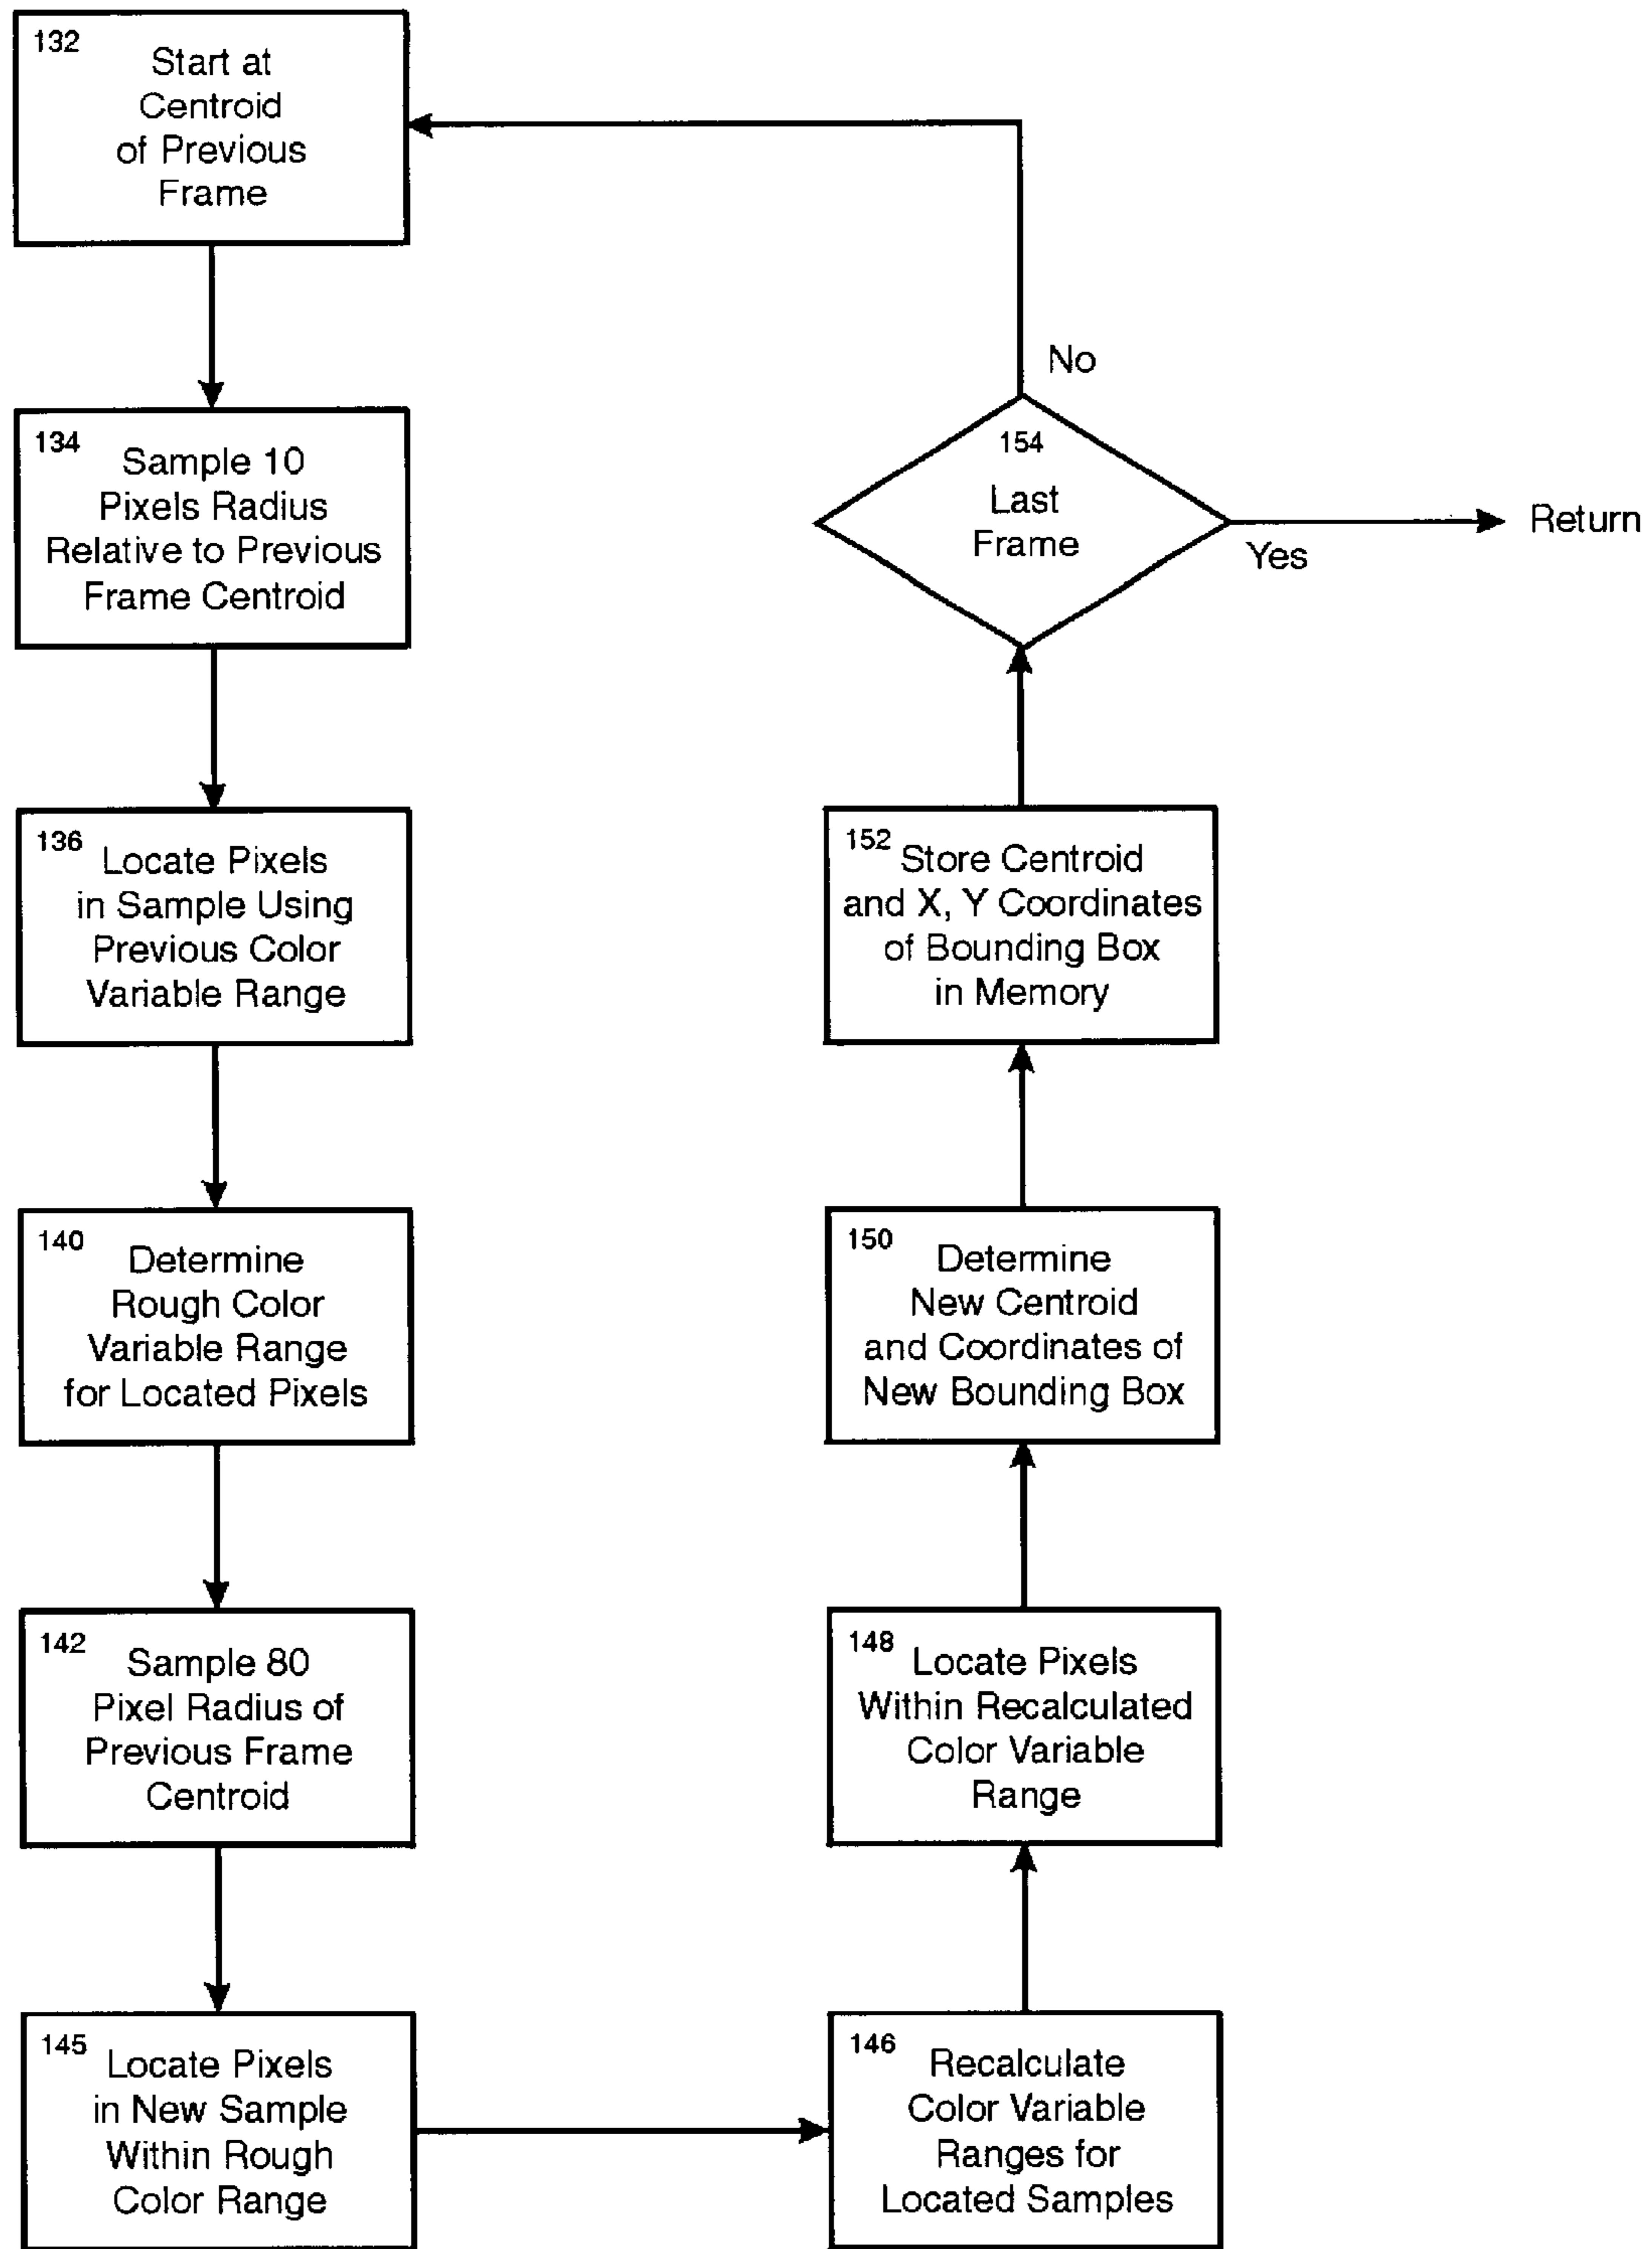 132
Start at
Centroid
of Previous
Frame
134
Sample 10
Pixels Radius
Relative to Previous
Frame Centroid
136
Locate Pixels
in Sample Using
Previous Color
Variable Range
140
Determine
Rough Color
Variable Range
for Located Pixels
142
Sample 80
Pixel Radius of
Previous Frame
Centroid
145
Locate Pixels
in New Sample
Within Rough
Color Range
146
Recalculate
Color Variable
Ranges for
Located Samples
148
Locate Pixels
Within Recalculated
Color Variable
Range
150
Determine
New Centroid
and Coordinates of
New Bounding Box
152
Store Centroid
and X, Y Coordinates
of Bounding Box
in Memory
154
Last
Frame
No
Yes
Return